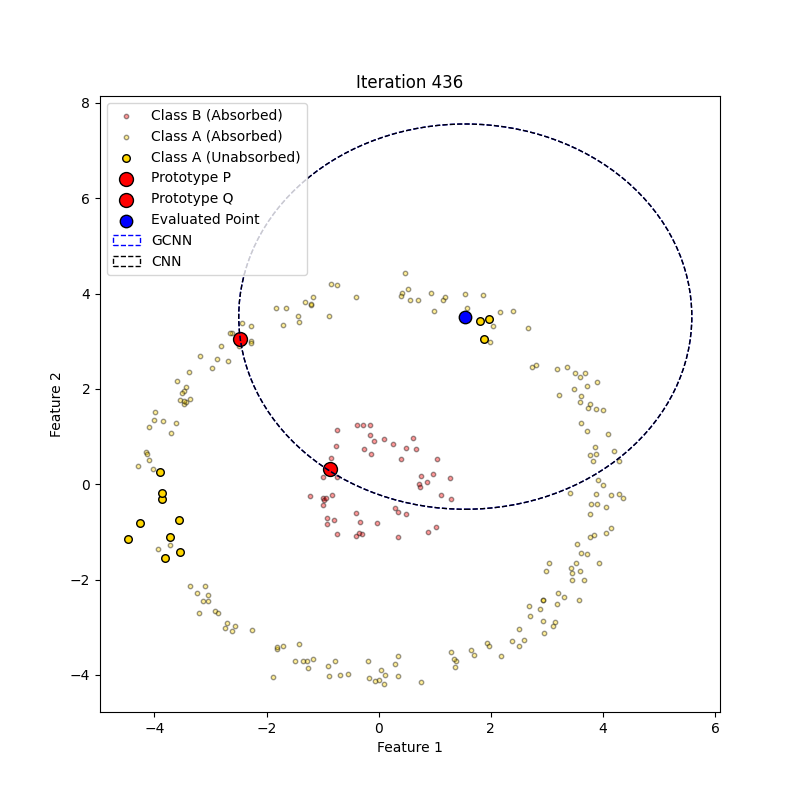 Iteration 436
8
6
4
2
0
−2
−4
Feature 2
Class B (Absorbed)
Class A (Absorbed)
Class A (Unabsorbed)
Prototype P
Prototype Q
Evaluated Point
GCNN
CNN
−4 −2 0 2 4 6
Feature 1